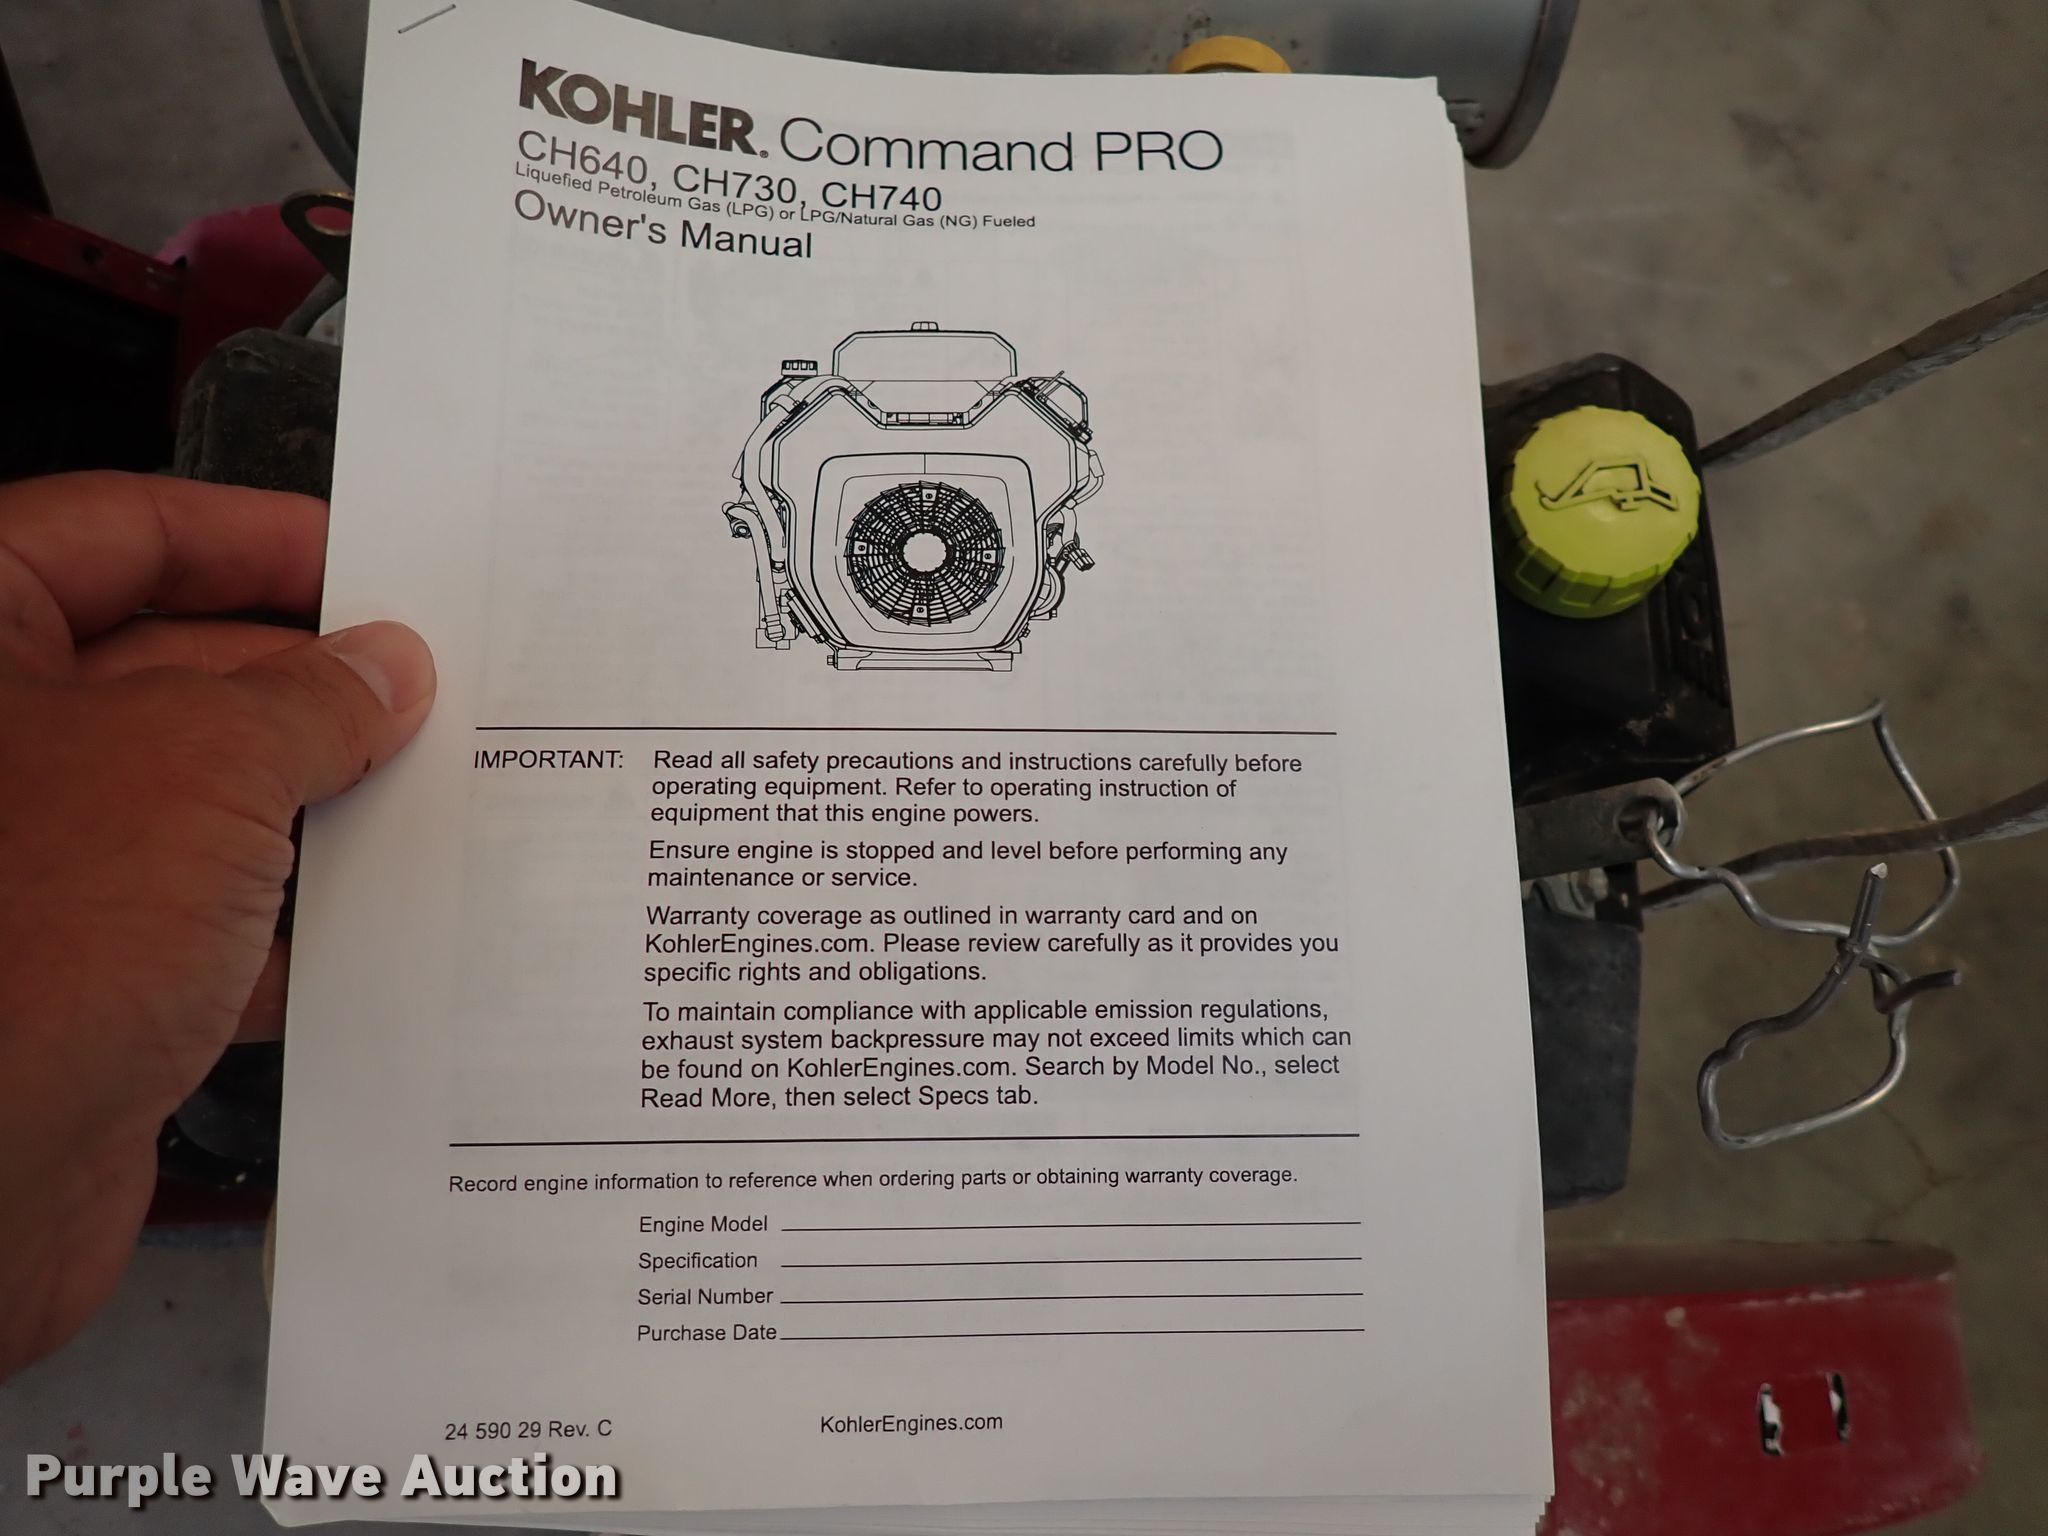 KOHLER® Command PRO
CH640, CH730, CH740
Liquefied Petroleum Gas (LPG) or LPG/Natural Gas (NG) Fueled
Owner's Manual
IMPORTANT: Read all safety precautions and instructions carefully before
operating equipment. Refer to operating instruction of
equipment that this engine powers.
Ensure engine is stopped and level before performing any
maintenance or service.
Warranty coverage as outlined in warranty card and on
KohlerEngines.com. Please review carefully as it provides you
specific rights and obligations.
To maintain compliance with applicable emission regulations,
exhaust system backpressure may not exceed limits which can
be found on KohlerEngines.com. Search by Model No., select
Read More, then select Specs tab.
Record engine information to reference when ordering parts or obtaining warranty coverage.
Engine Model
Specification
Serial Number
Purchase Date
24 590 29 Rev. C
KohlerEngines.com
Purple Wave Auction